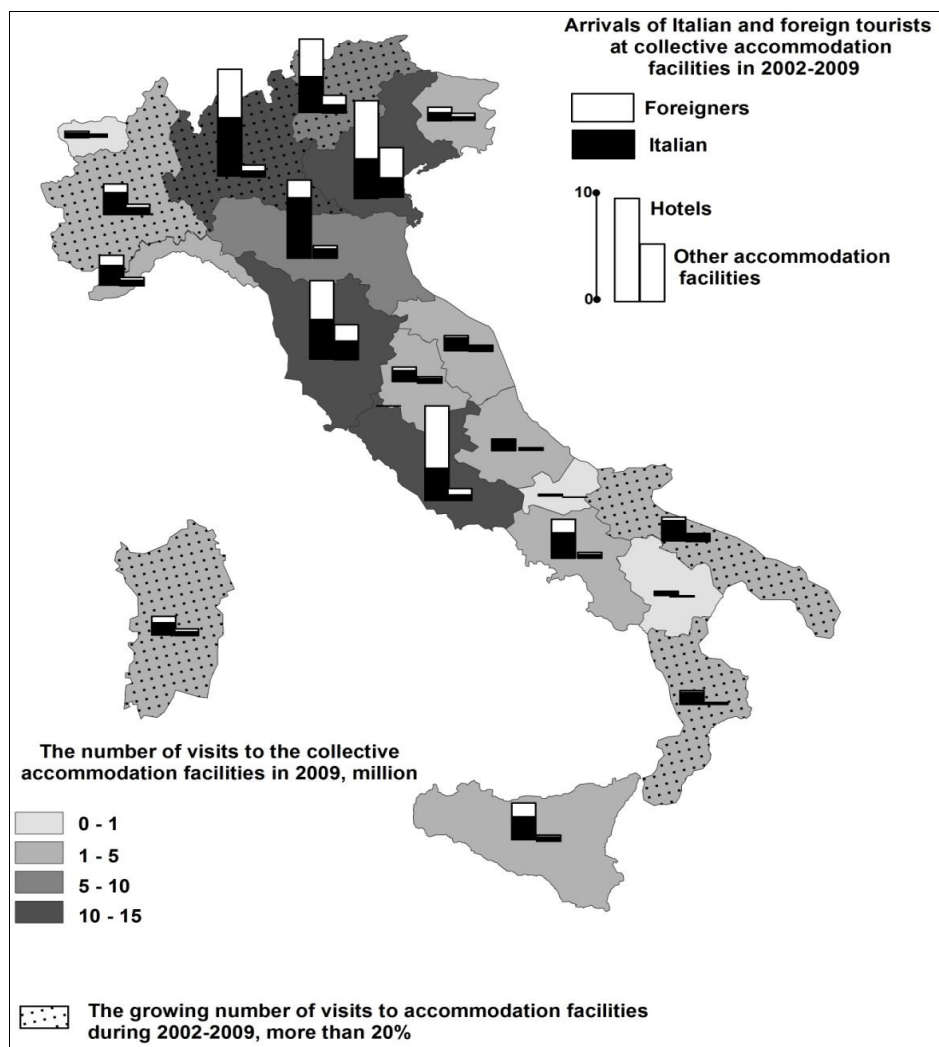 Arrivals of Italian and foreign tourists
at collective accommodation
facilities in 2002-2009
Foreigners
Italian
10
Hotels
Other accommodation
facilities
0
The number of visits to the collective
accommodation facilities in 2009, million
0 - 1
1 - 5
5 - 10
10 - 15
The growing number of visits to accommodation facilities
during 2002-2009, more than 20%